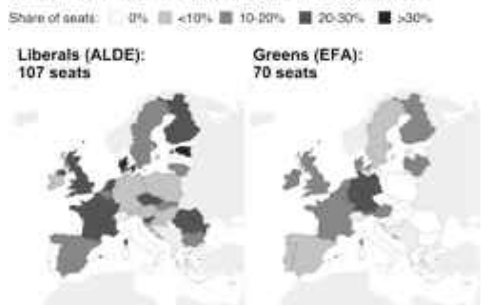 Share of seats: 0% <10% 10-20% 20-30% >30%
Liberals (ALDE):
107 seats
Greens (EFA):
70 seats